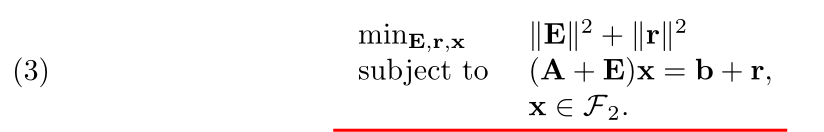 min_{E,r,x} ‖E‖² + ‖r‖²
(3) subject to (A + E)x = b + r,
x ∈ ℱ₂.